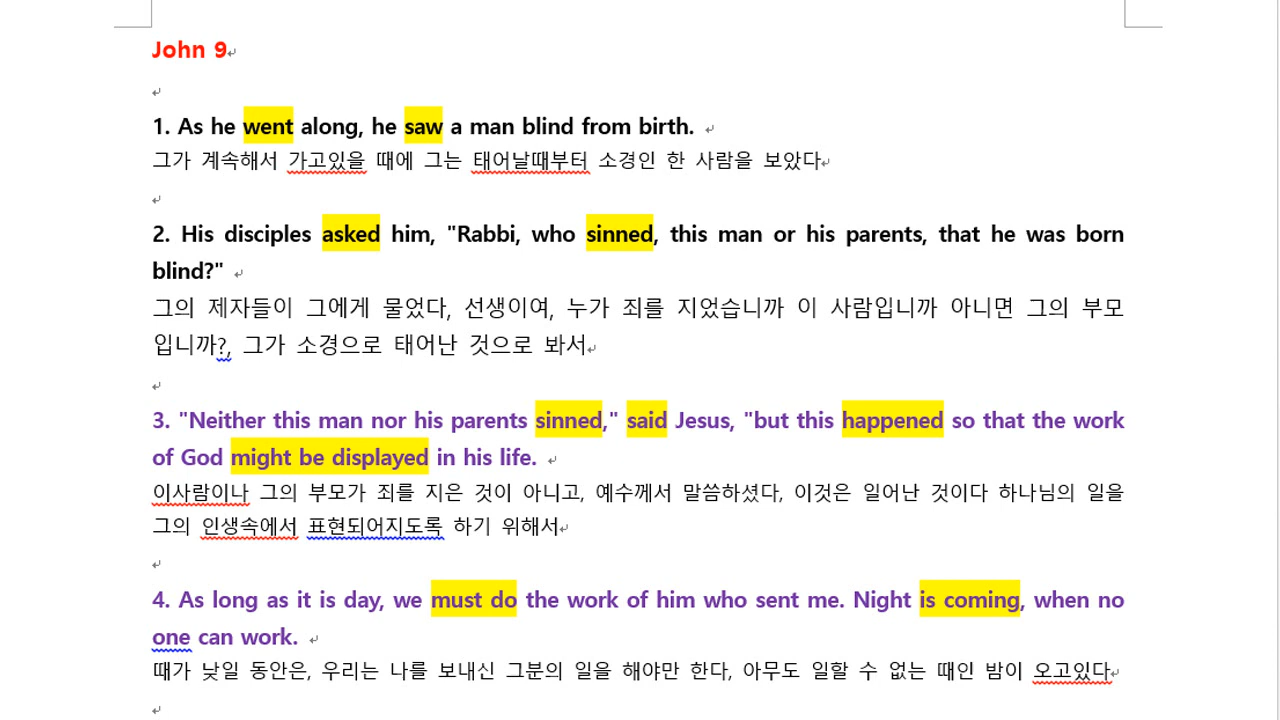 John 9
1. As he went along, he saw a man blind from birth.
그가 계속해서 가고있을 때에 그는 태어날때부터 소경인 한 사람을 보았다
2. His disciples asked him, "Rabbi, who sinned, this man or his parents, that he was born
blind?"
그의 제자들이 그에게 물었다, 선생이여, 누가 죄를 지었습니까 이 사람입니까 아니면 그의 부모
입니까?, 그가 소경으로 태어난 것으로 봐서
3. "Neither this man nor his parents sinned," said Jesus, "but this happened so that the work
of God might be displayed in his life.
이사람이나 그의 부모가 죄를 지은 것이 아니고, 예수께서 말씀하셨다, 이것은 일어난 것이다 하나님의 일을
그의 인생속에서 표현되어지도록 하기 위해서
4. As long as it is day, we must do the work of him who sent me. Night is coming, when no
one can work.
때가 낮일 동안은, 우리는 나를 보내신 그분의 일을 해야만 한다, 아무도 일할 수 없는 때인 밤이 오고있다